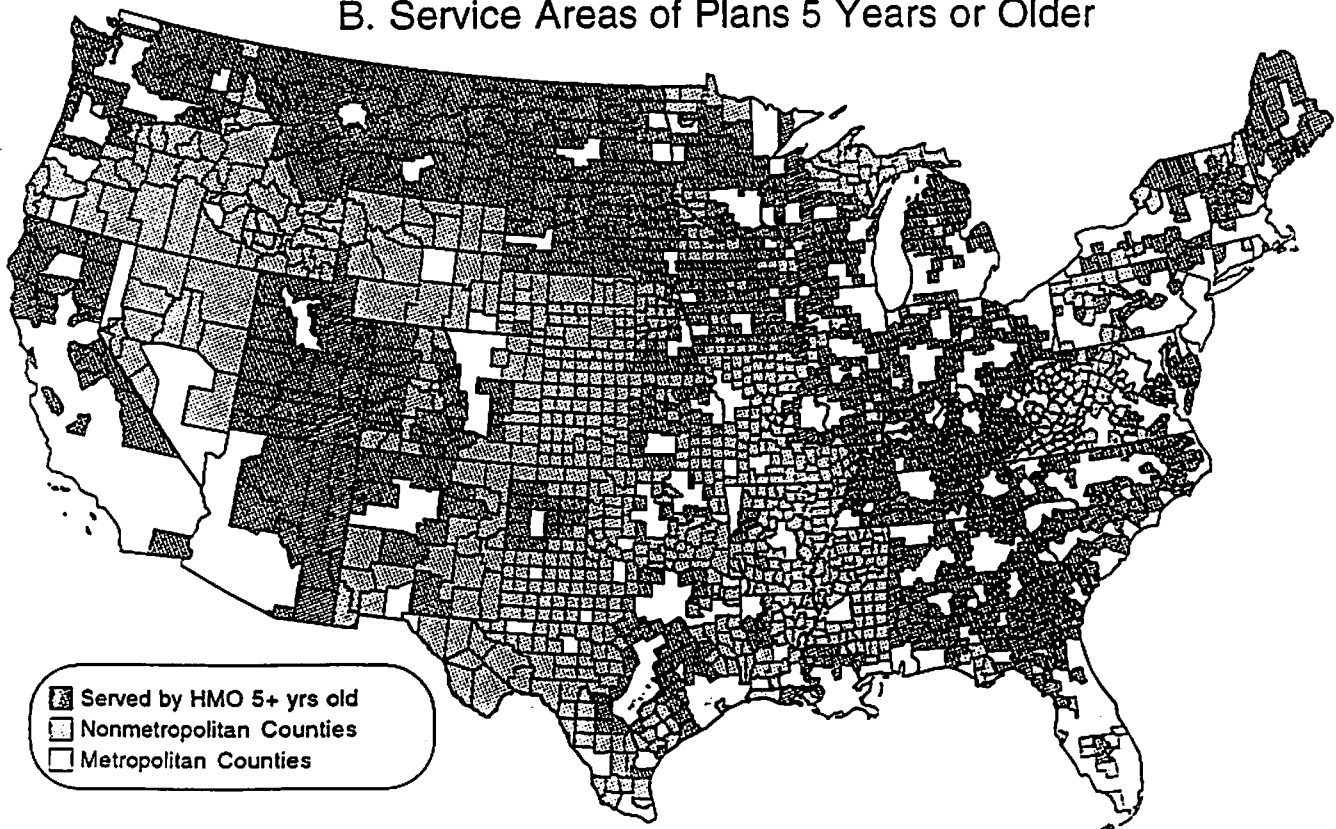 B. Service Areas of Plans 5 Years or Older
Served by HMO 5+ yrs old
Nonmetropolitan Counties
Metropolitan Counties